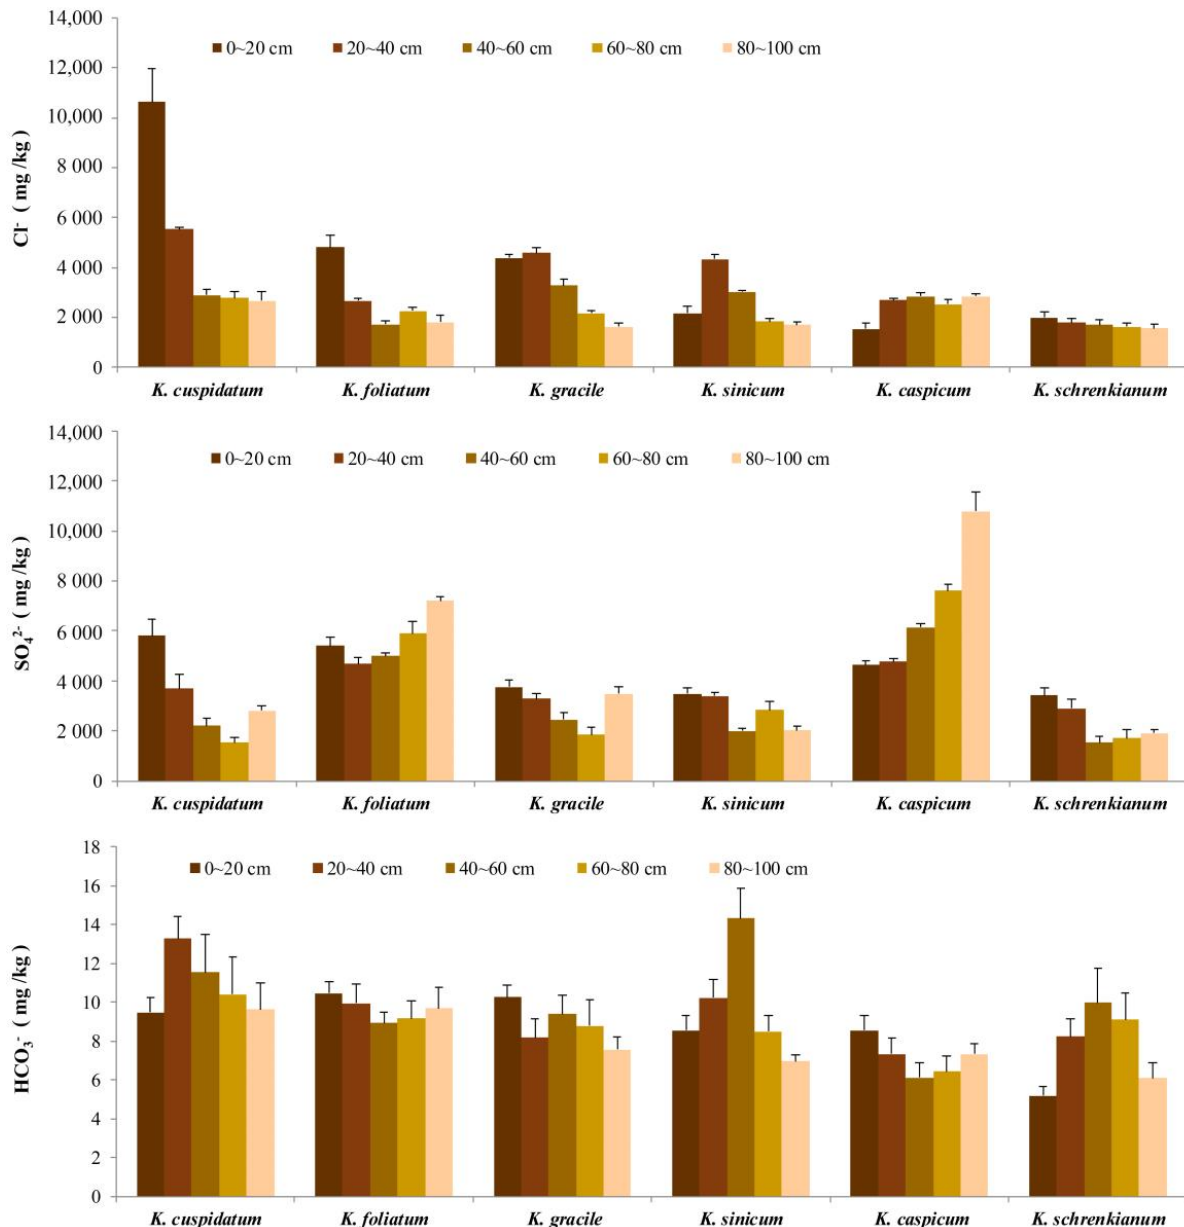 14,000
0~20 cm 20~40 cm 40~60 cm 60~80 cm 80~100 cm
12,000
10,000
8 000
6 000
4 000
2 000
0
Cl⁻ ( mg /kg)
K. cuspidatum K. foliatum K. gracile K. sinicum K. caspicum K. schrenkianum
14,000
0~20 cm 20~40 cm 40~60 cm 60~80 cm 80~100 cm
12,000
10,000
8 000
6 000
4 000
2 000
0
SO₄²⁻ ( mg/kg)
K. cuspidatum K. foliatum K. gracile K. sinicum K. caspicum K. schrenkianum
18
0~20 cm 20~40 cm 40~60 cm 60~80 cm 80~100 cm
16
14
12
10
8
6
4
2
0
HCO₃⁻ ( mg/kg)
K. cuspidatum K. foliatum K. gracile K. sinicum K. caspicum K. schrenkianum